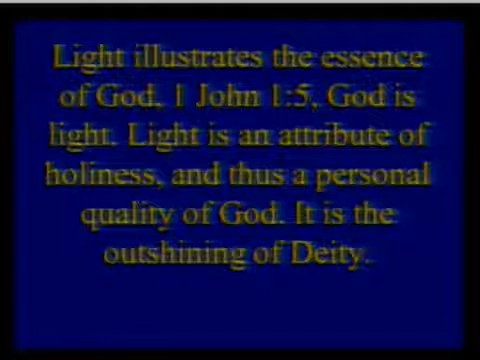 Light illustrates the essence
of God, 1 John 1:5, God is
light. Light is an attribute of
holiness, and thus a personal
quality of God. It is the
outshining of Deity.